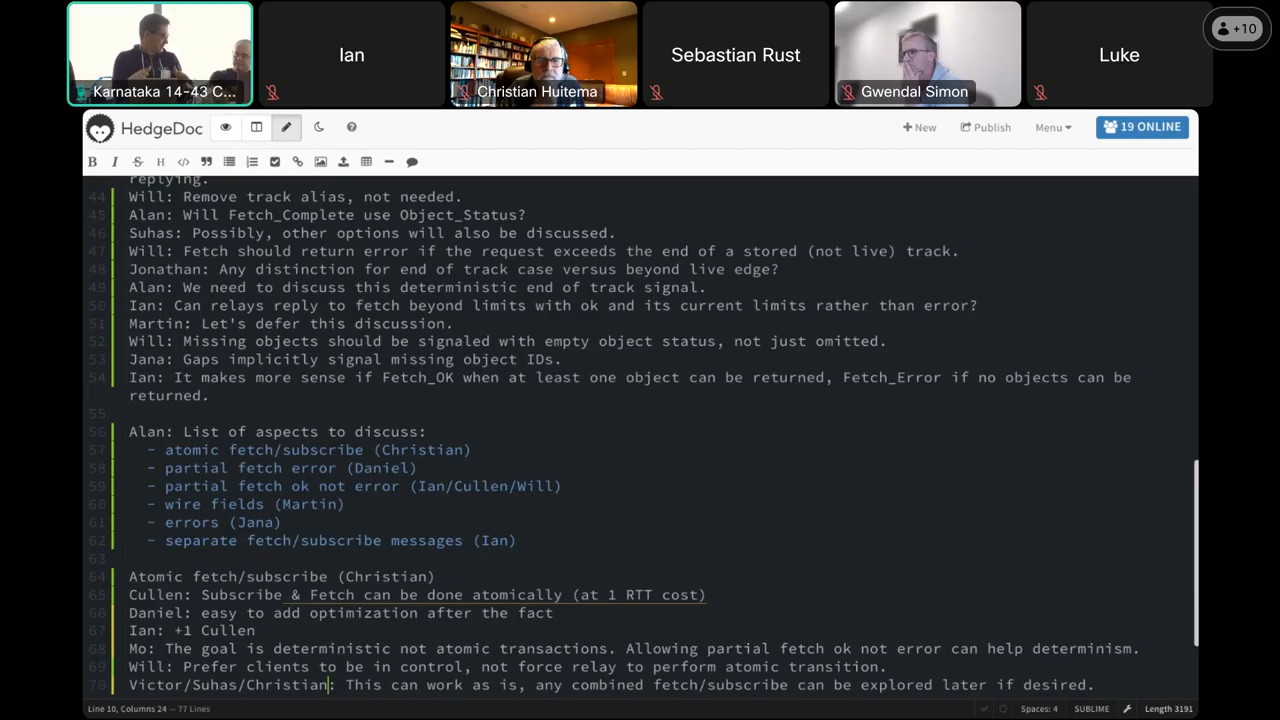 Karnataka 14-43 C...
Ian
Christian Huitema
Sebastian Rust
Gwendal Simon
Luke
+10
HedgeDoc
New
Publish
Menu
19 ONLINE
B I S H
replying.
44 Will: Remove track alias, not needed.
45 Alan: Will Fetch_Complete use Object_Status?
46 Suhas: Possibly, other options will also be discussed.
47 Will: Fetch should return error if the request exceeds the end of a stored (not live) track.
48 Jonathan: Any distinction for end of track case versus beyond live edge?
49 Alan: We need to discuss this deterministic end of track signal.
50 Ian: Can relays reply to fetch beyond limits with ok and its current limits rather than error?
51 Martin: Let's defer this discussion.
52 Will: Missing objects should be signaled with empty object status, not just omitted.
53 Jana: Gaps implicitly signal missing object IDs.
54 Ian: It makes more sense if Fetch_OK when at least one object can be returned, Fetch_Error if no objects can be
returned.
55
56 Alan: List of aspects to discuss:
57 - atomic fetch/subscribe (Christian)
58 - partial fetch error (Daniel)
59 - partial fetch ok not error (Ian/Cullen/Will)
60 - wire fields (Martin)
61 - errors (Jana)
62 - separate fetch/subscribe messages (Ian)
63
64 Atomic fetch/subscribe (Christian)
65 Cullen: Subscribe & Fetch can be done atomically (at 1 RTT cost)
66 Daniel: easy to add optimization after the fact
67 Ian: +1 Cullen
68 Mo: The goal is deterministic not atomic transactions. Allowing partial fetch ok not error can help determinism.
69 Will: Prefer clients to be in control, not force relay to perform atomic transition.
70 Victor/Suhas/Christian: This can work as is, any combined fetch/subscribe can be explored later if desired.
Line 10, Columns 24 — 77 Lines
Spaces: 4
SUBLIME
Length 3191